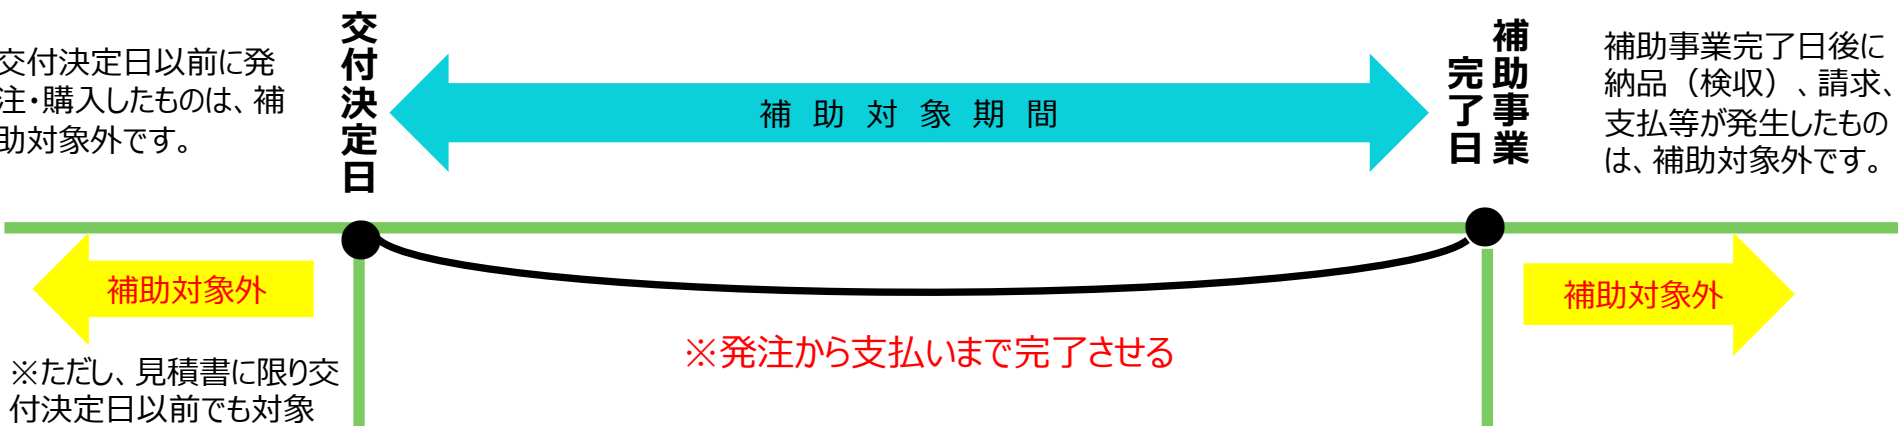 交付決定日以前に発
注・購入したものは、補
助対象外です。
交付決定日
補助対象期間
補助事業
完了日
補助事業完了日後に
納品（検収）、請求、
支払等が発生したもの
は、補助対象外です。
補助対象外
補助対象外
※発注から支払いまで完了させる
※ただし、見積書に限り交
付決定日以前でも対象